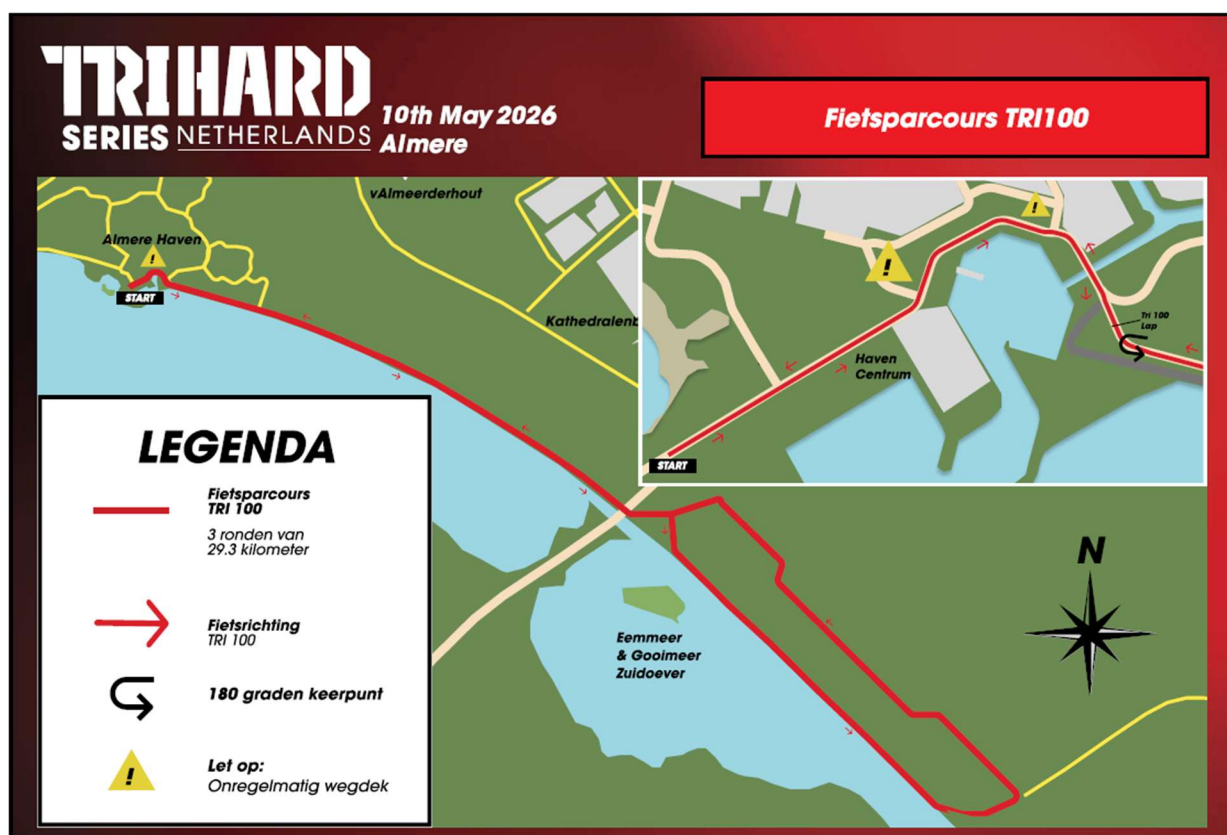 TRIHARD
SERIES NETHERLANDS
10th May 2026
Almere
Fietsparcours TRI100
vAlmeerderhout
Almere Haven
!
START
Kathedralenb
!
!
Tri 100
Lap
Haven
Centrum
START
LEGENDA
Fietsparcours
TRI 100
3 ronden van
29.3 kilometer
Fietsrichting
TRI 100
180 graden keerpunt
!
Let op:
Onregelmatig wegdek
Eemmeer
& Gooimeer
Zuidoever
N